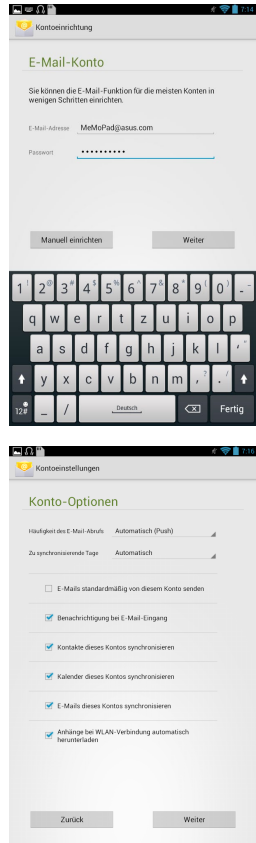 7:14
Kontoeinrichtung
E-Mail-Konto
Sie können die E-Mail-Funktion für die meisten Konten in
wenigen Schritten einrichten.
E-Mail-Adresse MeMoPad@asus.com
Passwort ••••••••••
Manuell einrichten Weiter
1 ! 2 @ 3 # 4 $ 5 % 6 ^ 7 & 8 * 9 ( 0 ) - _
q w e r t z u i o p
a s d f g h j k l ' "
y x c v b n m , ? . /
12# _ / Deutsch Fertig
7:16
Kontoeinstellungen
Konto-Optionen
Häufigkeit des E-Mail-Abrufs Automatisch (Push)
Zu synchronisierende Tage Automatisch
E-Mails standardmäßig von diesem Konto senden
Benachrichtigung bei E-Mail-Eingang
Kontakte dieses Kontos synchronisieren
Kalender dieses Kontos synchronisieren
E-Mails dieses Kontos synchronisieren
Anhänge bei WLAN-Verbindung automatisch
herunterladen
Zurück Weiter